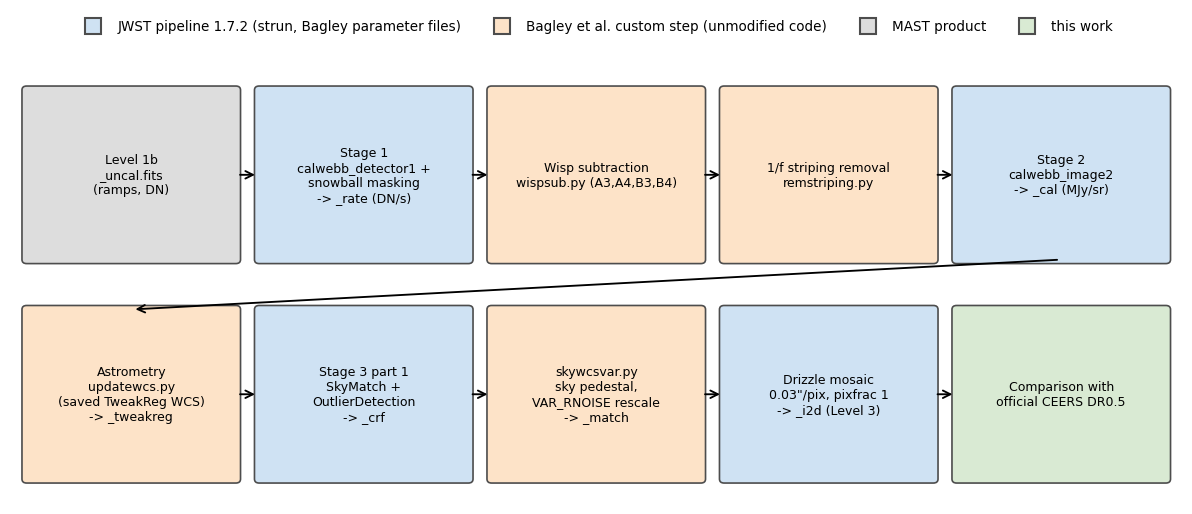 JWST pipeline 1.7.2 (strun, Bagley parameter files)
Bagley et al. custom step (unmodified code)
MAST product
this work
Level 1b
_uncal.fits
(ramps, DN)
Stage 1
calwebb_detector1 +
snowball masking
-> _rate (DN/s)
Wisp subtraction
wispsub.py (A3,A4,B3,B4)
1/f striping removal
remstriping.py
Stage 2
calwebb_image2
-> _cal (MJy/sr)
Astrometry
updatewcs.py
(saved TweakReg WCS)
-> _tweakreg
Stage 3 part 1
SkyMatch +
OutlierDetection
-> _crf
skywcsvar.py
sky pedestal,
VAR_RNOISE rescale
-> _match
Drizzle mosaic
0.03"/pix, pixfrac 1
-> _i2d (Level 3)
Comparison with
official CEERS DR0.5